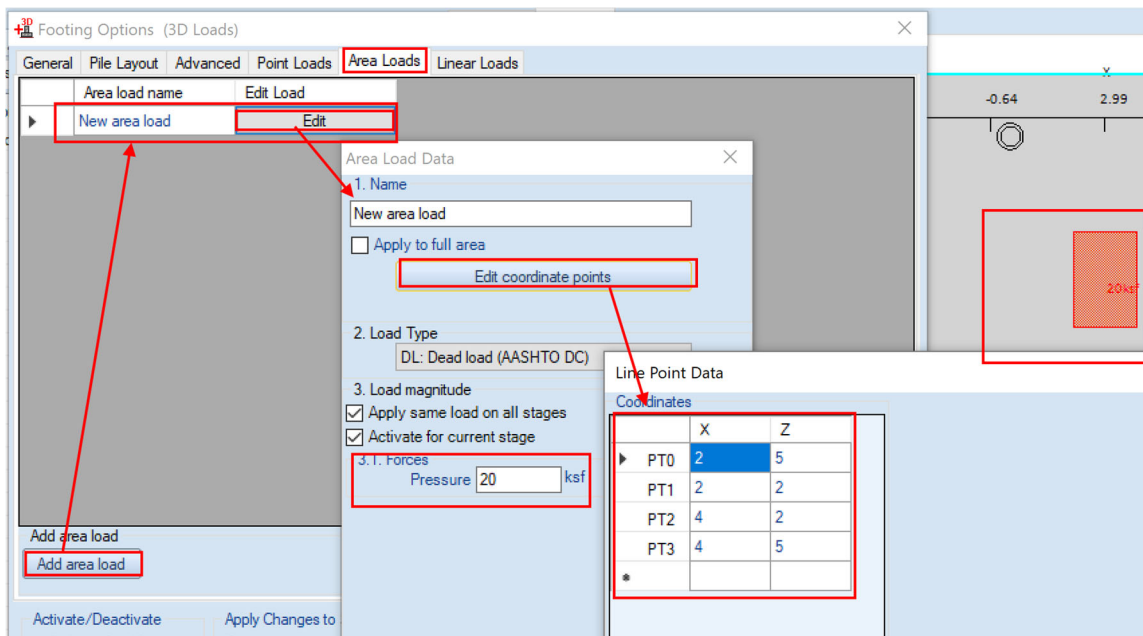 Footing Options (3D Loads)
General Pile Layout Advanced Point Loads Area Loads Linear Loads
Area load name Edit Load
New area load Edit
Area Load Data
1. Name
New area load
Apply to full area
Edit coordinate points
2. Load Type
DL: Dead load (AASHTO DC)
3. Load magnitude
Apply same load on all stages
Activate for current stage
3.1. Forces
Pressure 20 ksf
Line Point Data
Coordinates
X Z
PT0 2 5
PT1 2 2
PT2 4 2
PT3 4 5
Add area load
Add area load
Activate/Deactivate Apply Changes to
X
-0.64 2.99
20 ksf